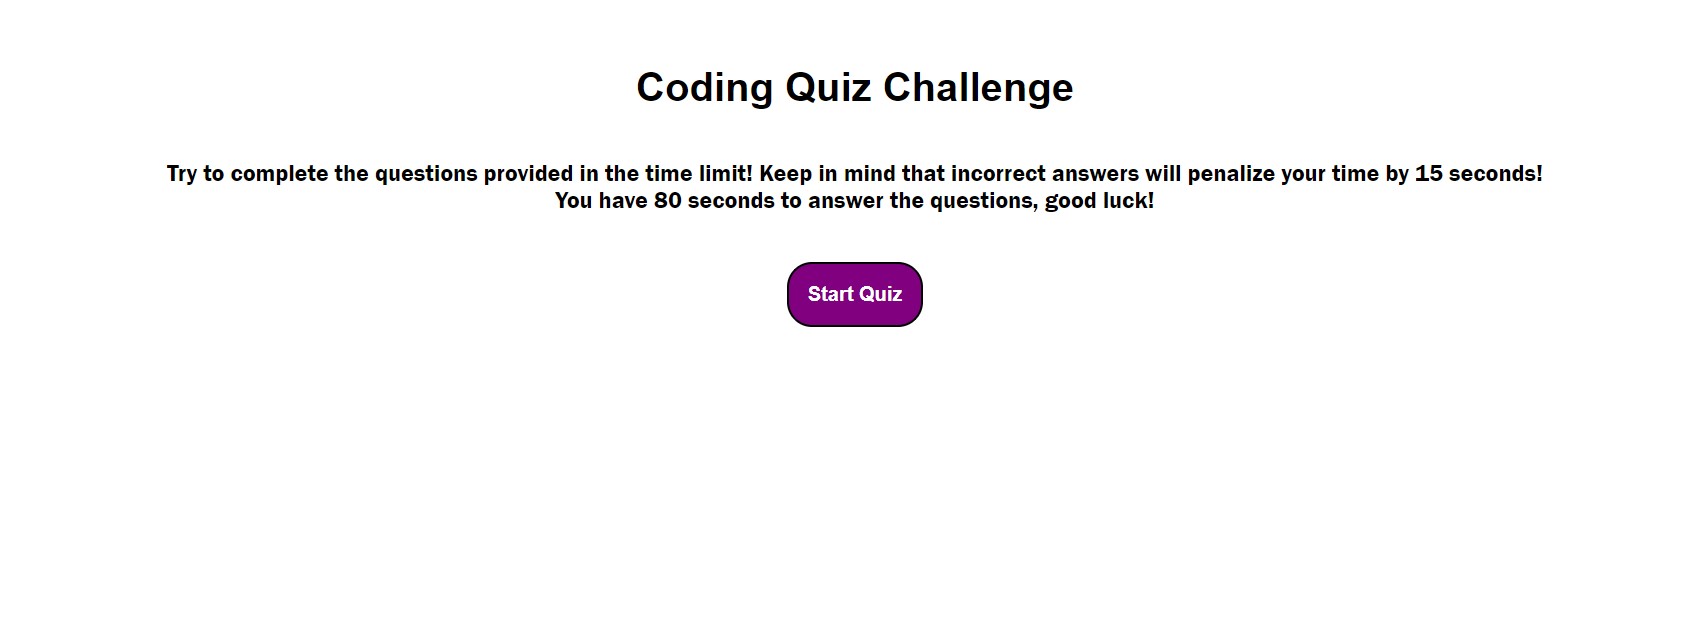 Coding Quiz Challenge
Try to complete the questions provided in the time limit! Keep in mind that incorrect answers will penalize your time by 15 seconds!
You have 80 seconds to answer the questions, good luck!
Start Quiz